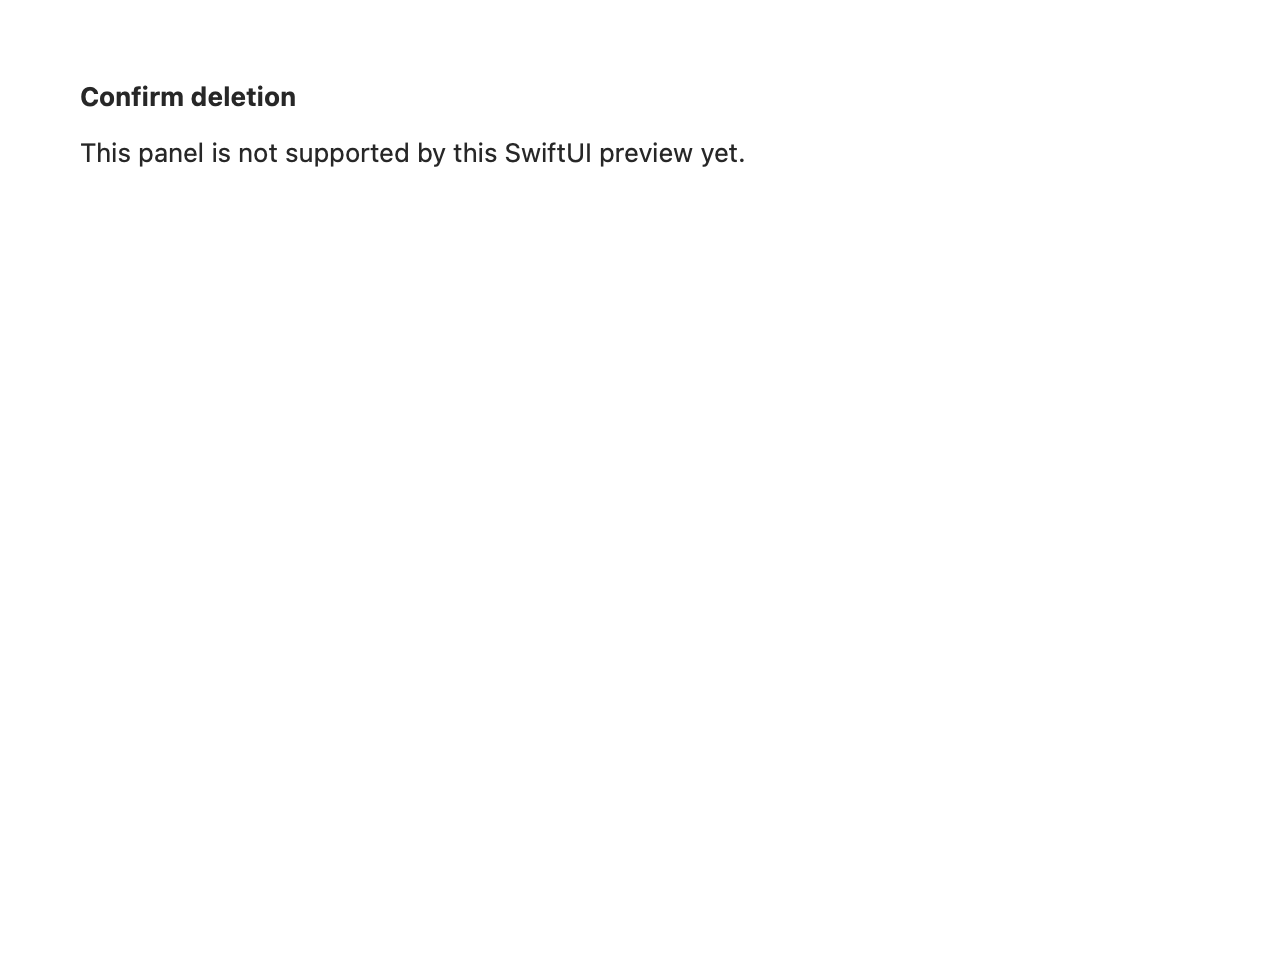 Confirm deletion
This panel is not supported by this SwiftUI preview yet.